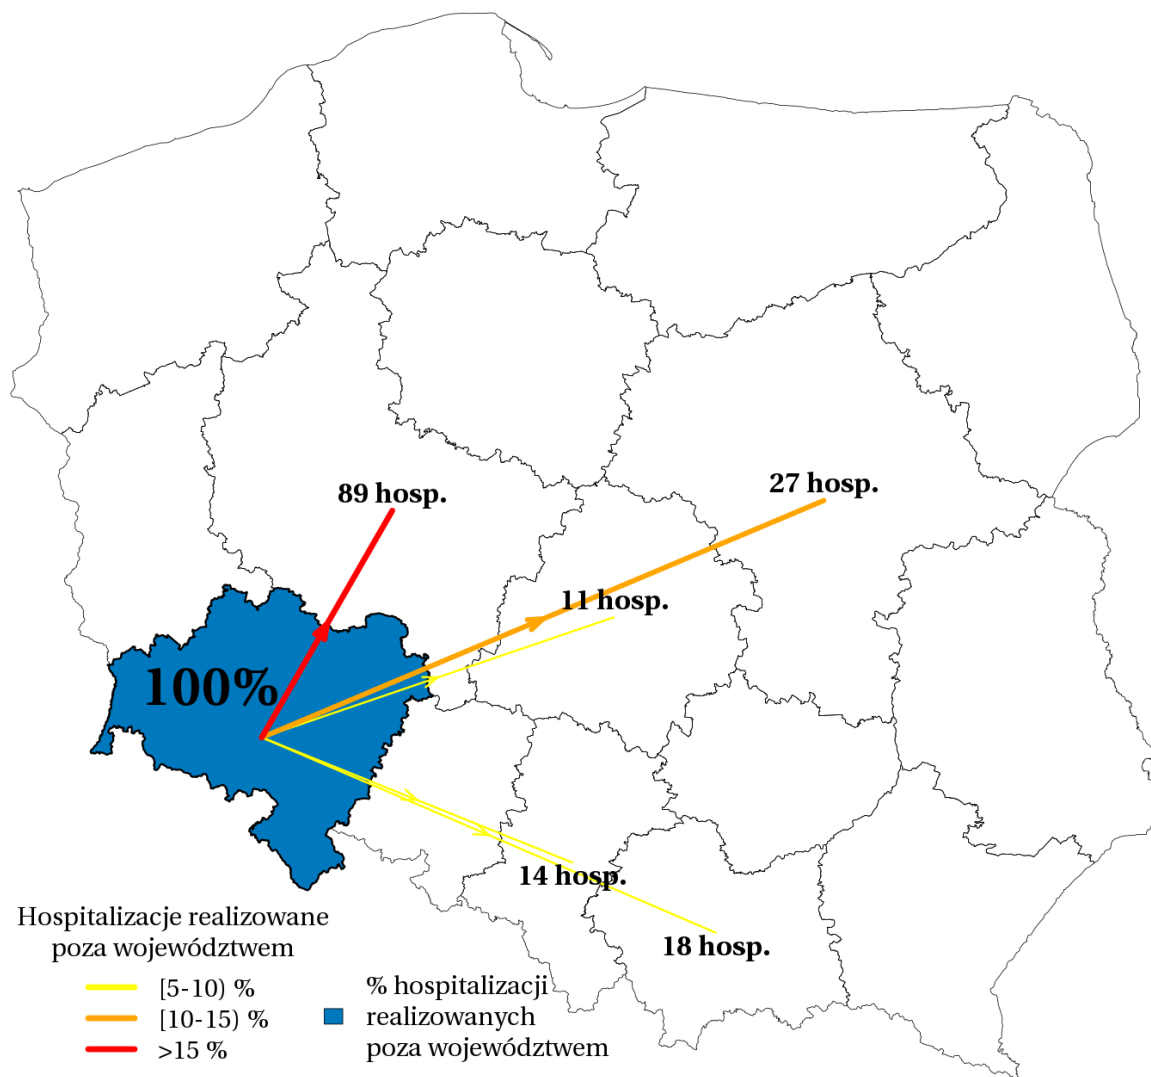 89 hosp.
27 hosp.
11 hosp.
100%
14 hosp.
18 hosp.
Hospitalizacje realizowane
poza województwem
[5-10) %
[10-15) %
>15 %
% hospitalizacji
realizowanych
poza województwem